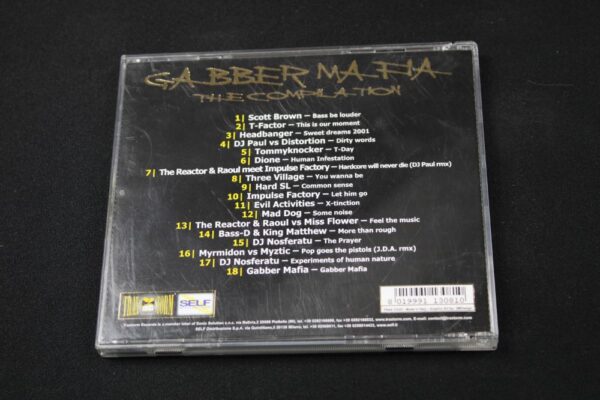 GABBER MAFIA
THE COMPILATION
1| Scott Brown — Bass be louder
2| T-Factor — This is our moment
3| Headbanger — Sweet dreams 2001
4| DJ Paul vs Distortion — Dirty words
5| Tommyknocker — T-Day
6| Dione — Human Infestation
7| The Reactor & Raoul meet Impulse Factory — Hardcore will never die (DJ Paul rmx)
8| Three Village — You wanna be
9| Hard SL — Common sense
10| Impulse Factory — Let him go
11| Evil Activities — X-tinction
12| Mad Dog — Some noise
13| The Reactor & Raoul vs Miss Flower — Feel the music
14| Bass-D & King Matthew — More than rough
15| DJ Nosferatu — The Prayer
16| Myrmidon vs Myztic — Pop goes the pistols (J.D.A. rmx)
17| DJ Nosferatu — Experiments of human nature
18| Gabber Mafia — Gabber Mafia
SELF
8 019991 130810